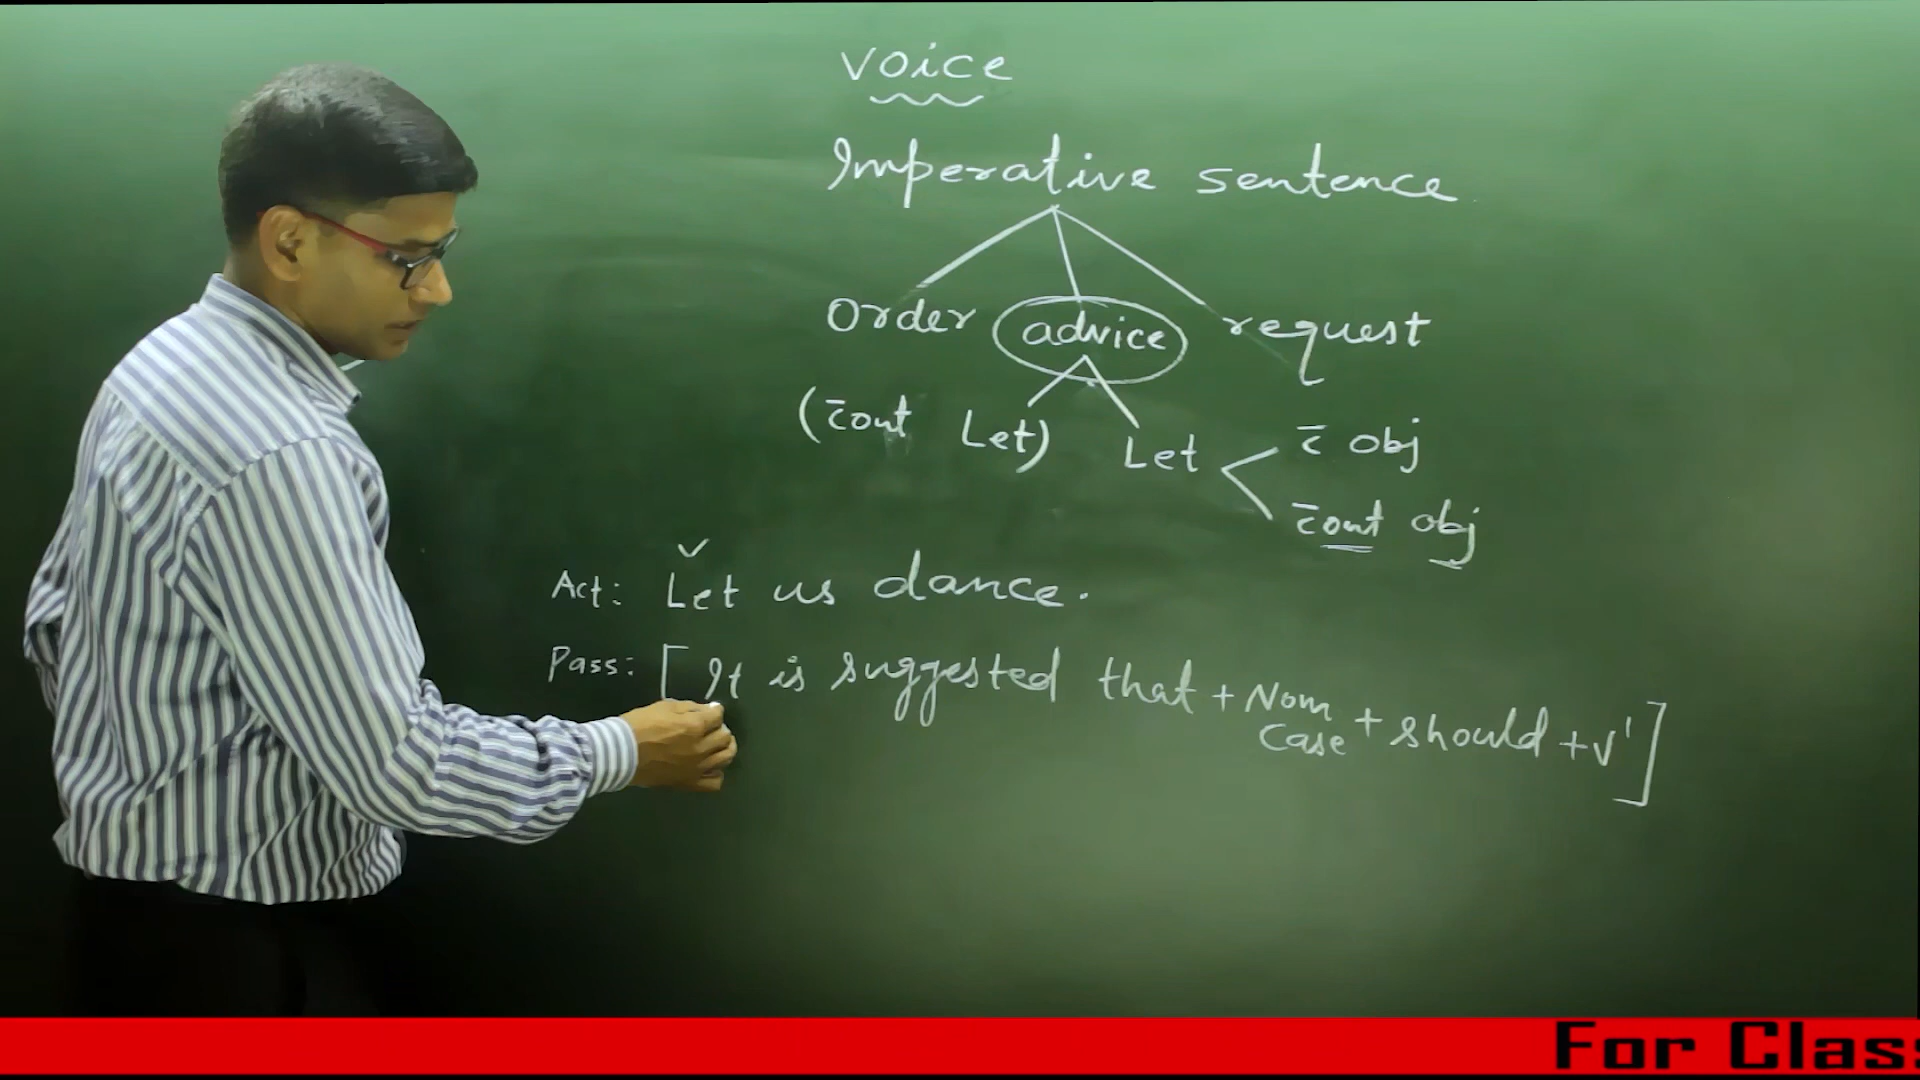 voice
Imperative sentence
Order advice request
(c̄out Let) Let c̄ obj
c̄out obj
Act: Let us dance.
Pass: [It is suggested that + Nom Case + should + V']
For Clas